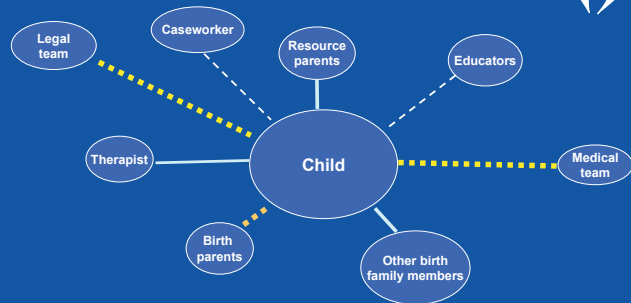 Legal
team
Caseworker
Resource
parents
Educators
Therapist
Child
Medical
team
Birth
parents
Other birth
family members